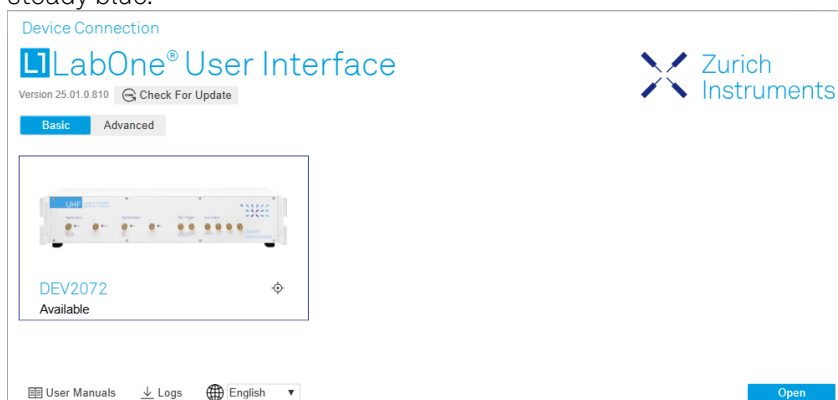 steady blue.
Device Connection
L1 LabOne® User Interface
Zurich
Instruments
Version 25.01.0.810 Check For Update
Basic Advanced
UHF
DEV2072
Available
User Manuals Logs English
Open